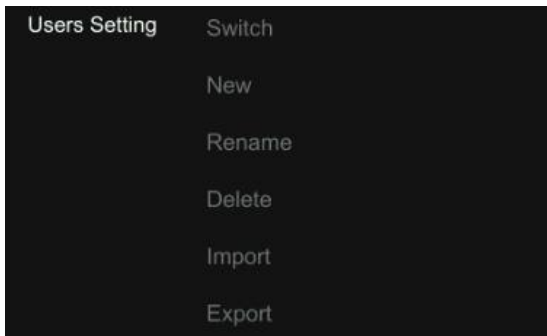 Users Setting
Switch
New
Rename
Delete
Import
Export